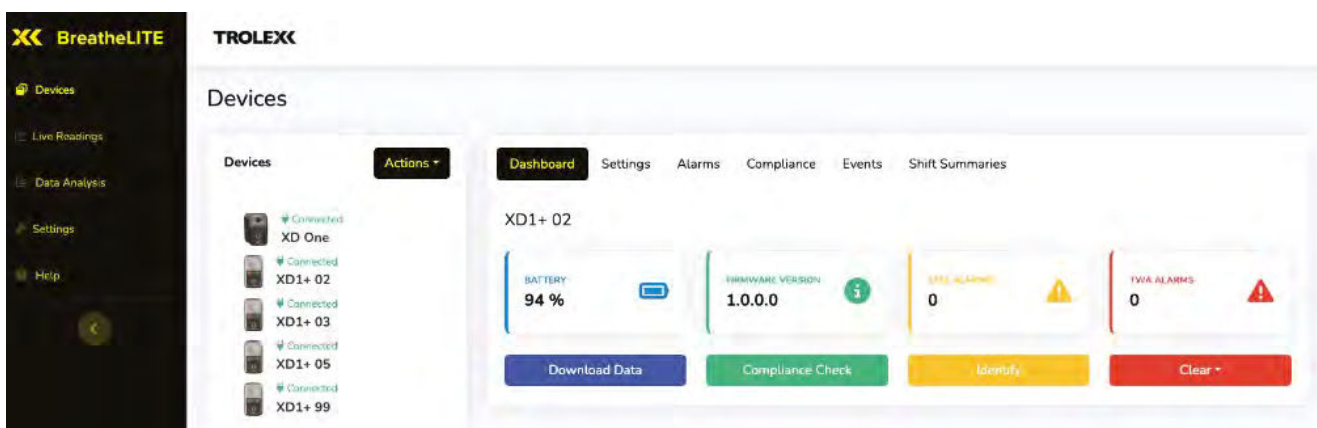 BreatheLITE
TROLEX
Devices
Live Readings
Data Analysis
Settings
Help
Devices
Devices
Actions
Connected
XD One
Connected
XD1+ 02
Connected
XD1+ 03
Connected
XD1+ 05
Connected
XD1+ 99
Dashboard Settings Alarms Compliance Events Shift Summaries
XD1+ 02
BATTERY
94 %
FIRMWARE VERSION
1.0.0.0
ALARMS
0
TWA ALARMS
0
Download Data
Compliance Check
Identify
Clear